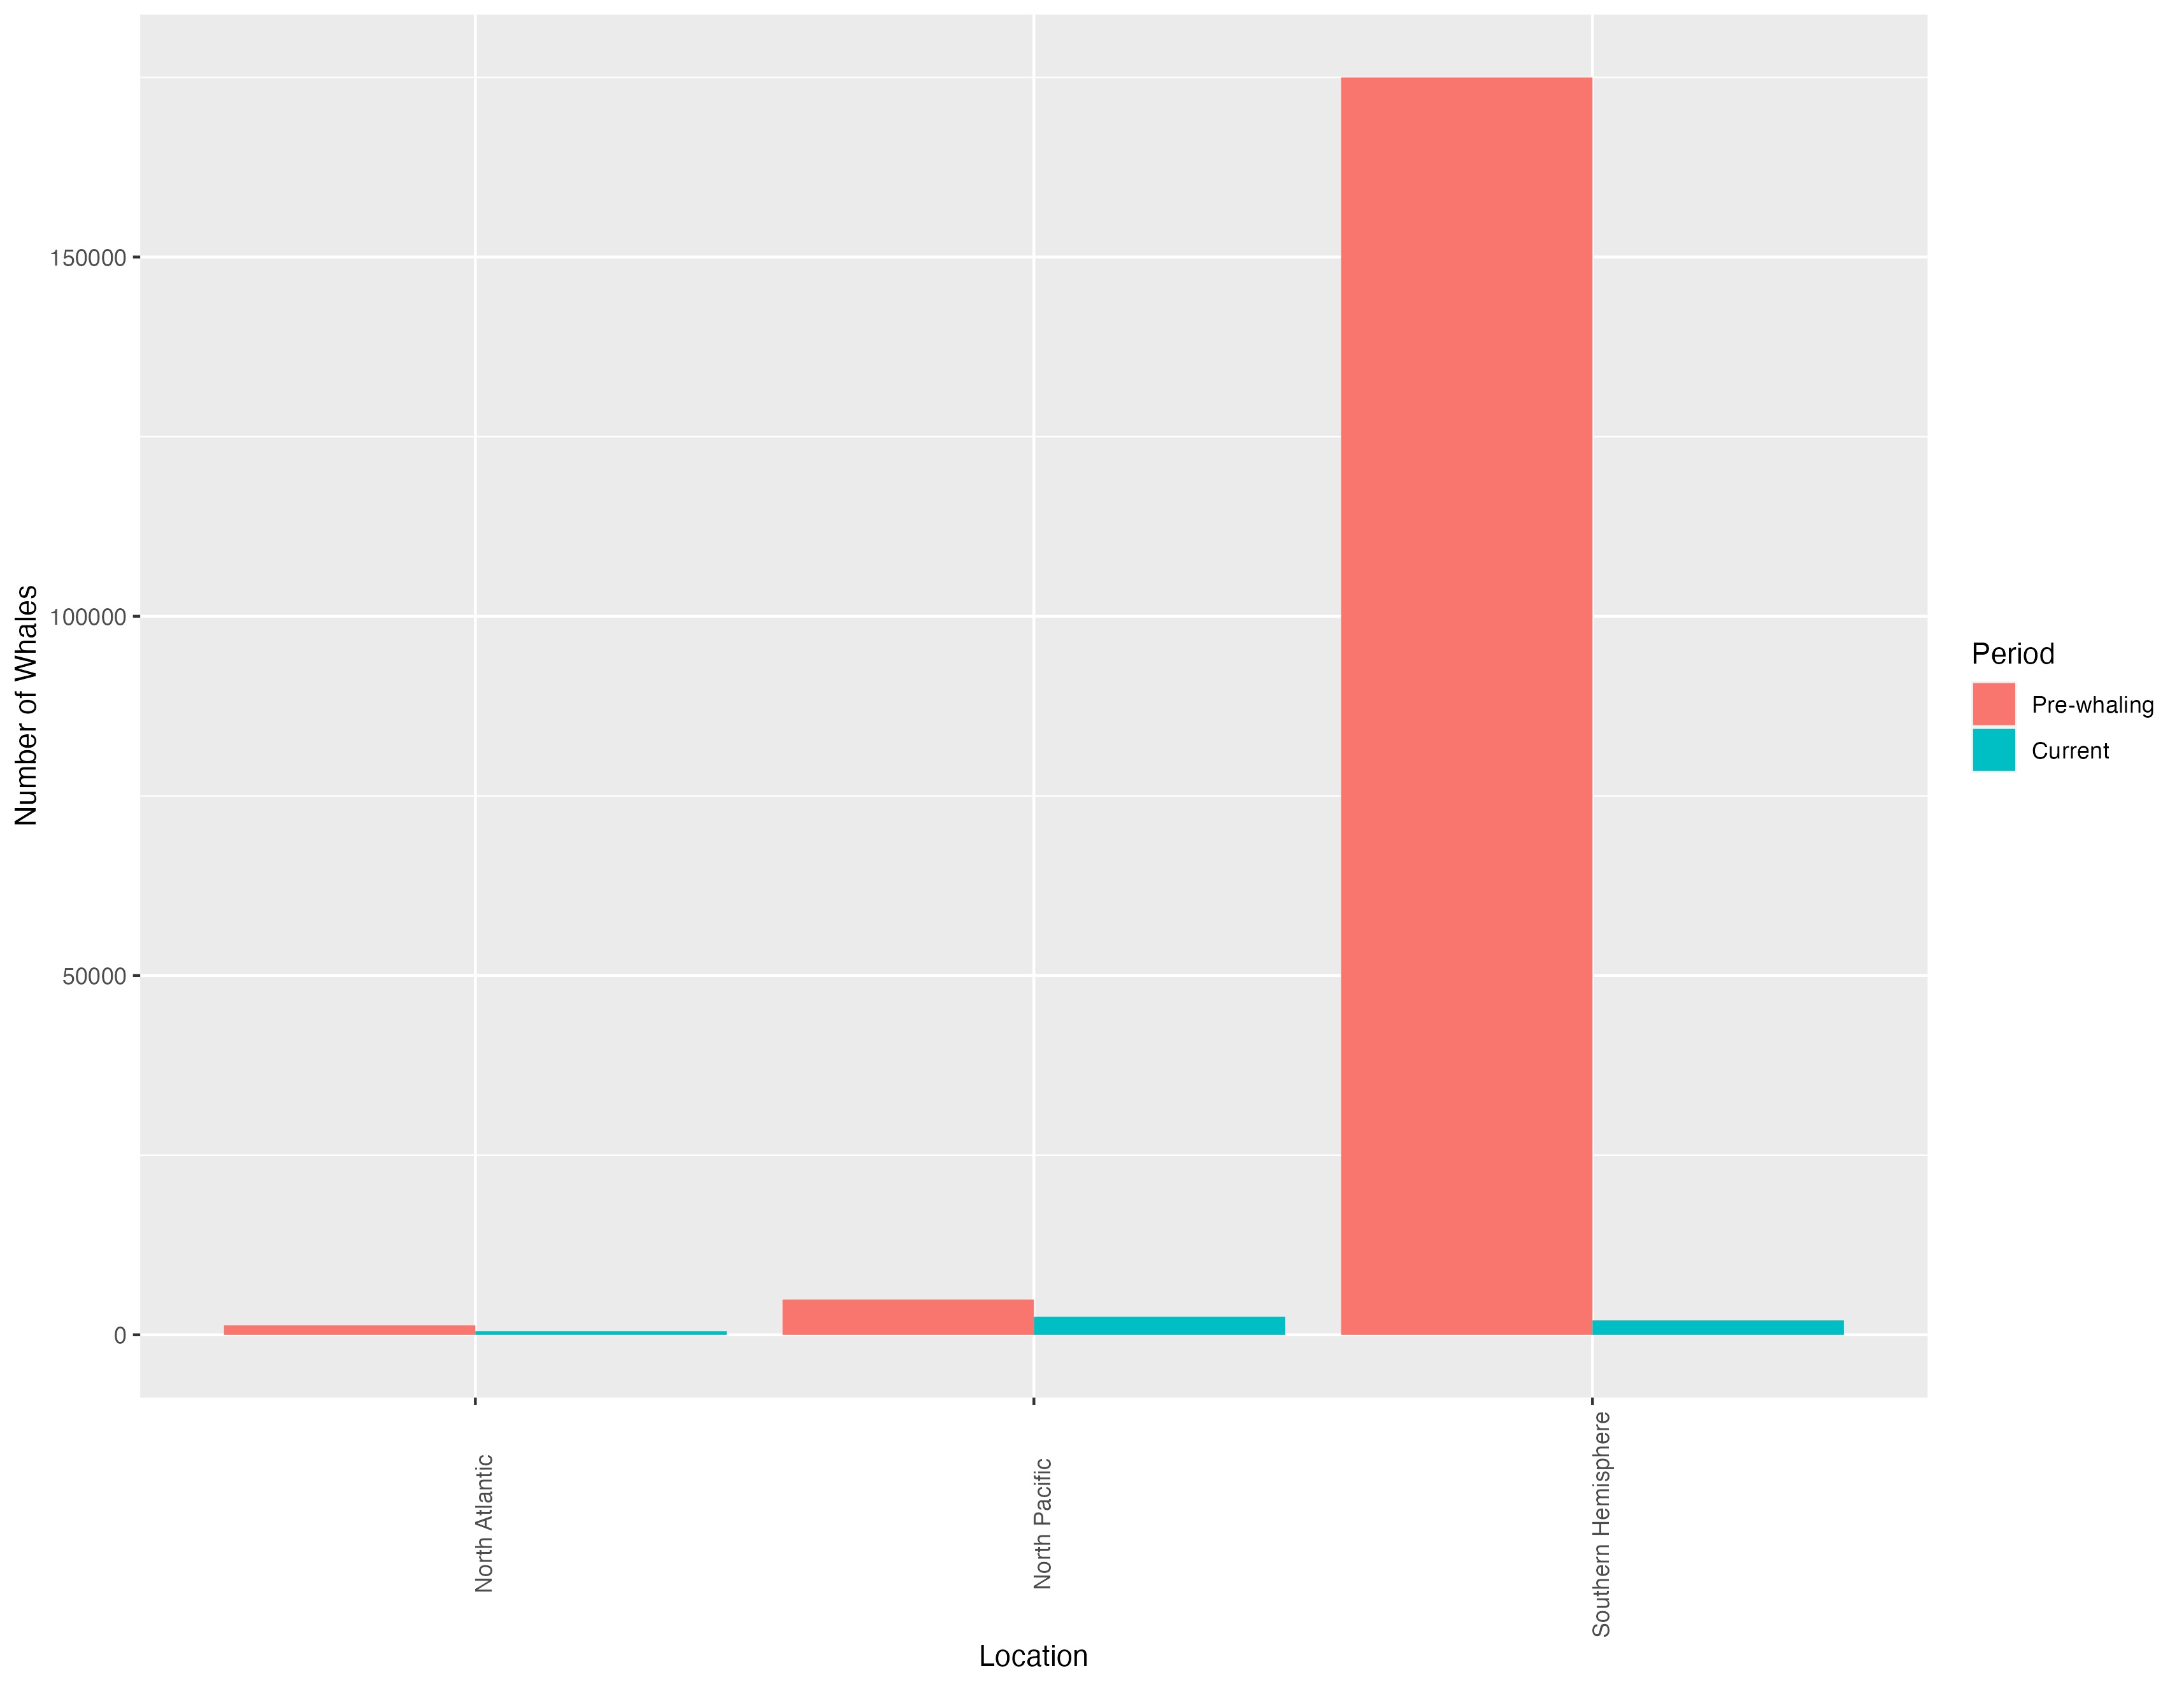 Number of Whales
150000
100000
50000
0
North Atlantic
North Pacific
Southern Hemisphere
Location
Period
Pre-whaling
Current